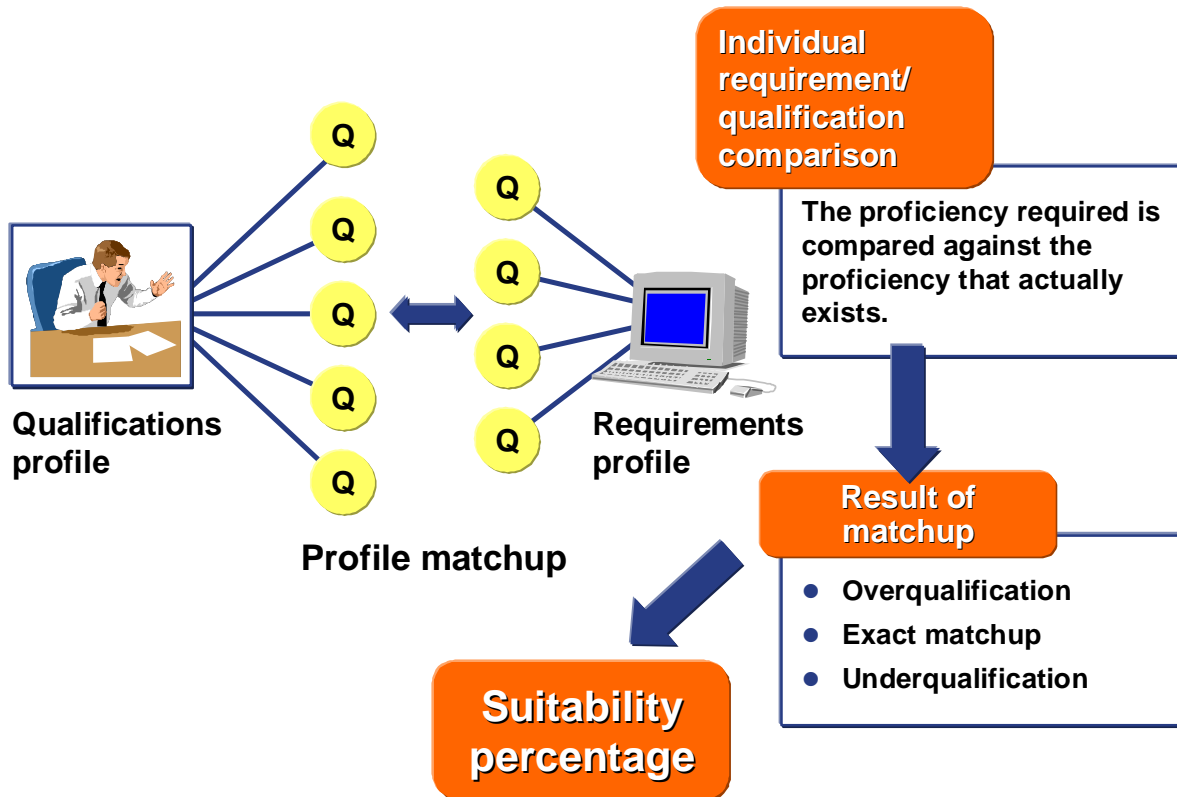 Individual
requirement/
qualification
comparison
The proficiency required is
compared against the
proficiency that actually
exists.
Q
Q
Q
Q
Q
Q
Q
Q
Q
Qualifications
profile
Requirements
profile
Profile matchup
Result of
matchup
Overqualification
Exact matchup
Underqualification
Suitability
percentage